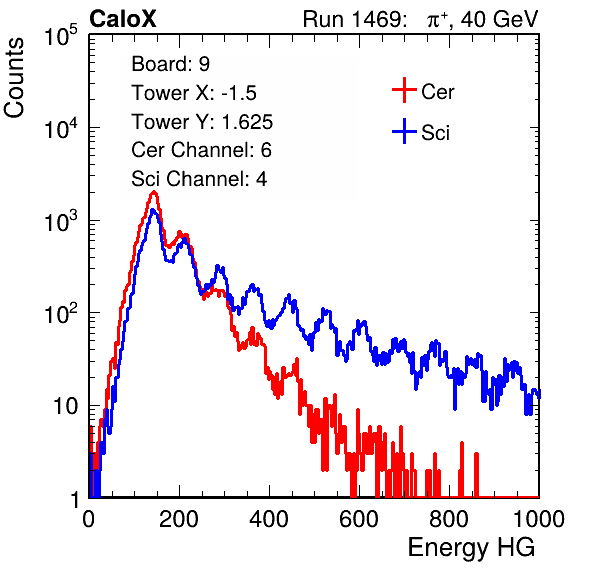 CaloX Run 1469: π⁺, 40 GeV
Counts
Board: 9
Tower X: -1.5
Tower Y: 1.625
Cer Channel: 6
Sci Channel: 4
Cer
Sci
10⁵
10⁴
10³
10²
10
1
0 200 400 600 800 1000
Energy HG